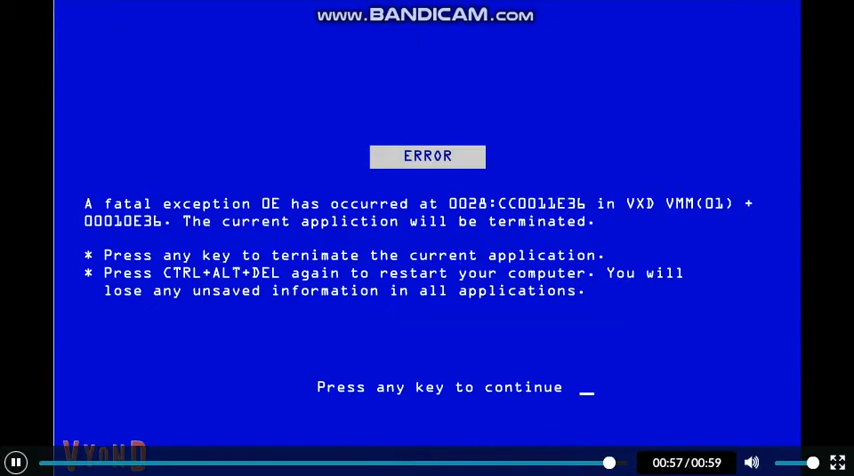 www.BANDICAM.com
ERROR
A fatal exception 0E has occurred at 0028:CC0011E36 in VXD VMM(01) +
00010E36. The current appliction will be terminated.
* Press any key to ternimate the current application.
* Press CTRL+ALT+DEL again to restart your computer. You will
lose any unsaved information in all applications.
Press any key to continue _
VYOND
00:57/00:59